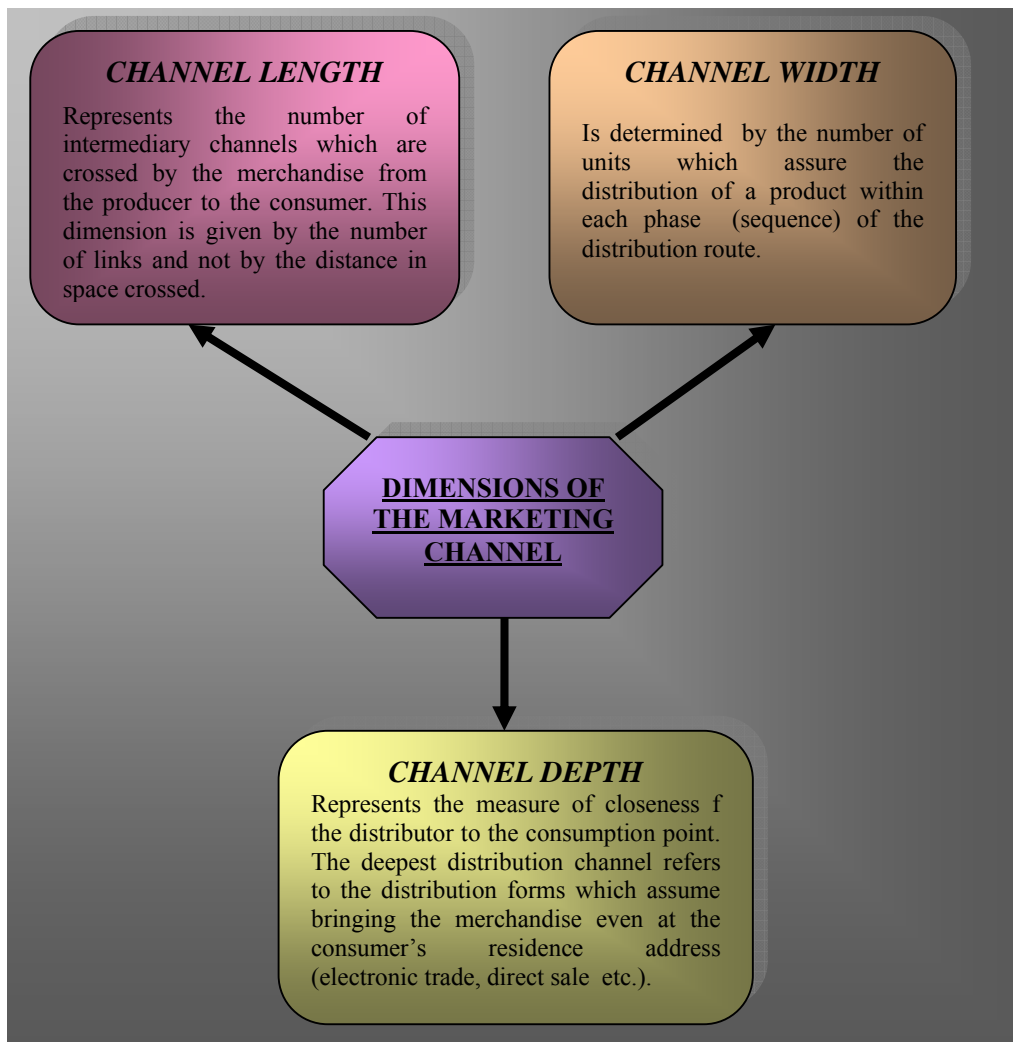 CHANNEL LENGTH
Represents the number of
intermediary channels which are
crossed by the merchandise from
the producer to the consumer. This
dimension is given by the number
of links and not by the distance in
space crossed.
CHANNEL WIDTH
Is determined by the number of
units which assure the
distribution of a product within
each phase (sequence) of the
distribution route.
DIMENSIONS OF
THE MARKETING
CHANNEL
CHANNEL DEPTH
Represents the measure of closeness f
the distributor to the consumption point.
The deepest distribution channel refers
to the distribution forms which assume
bringing the merchandise even at the
consumer's residence address
(electronic trade, direct sale etc.).